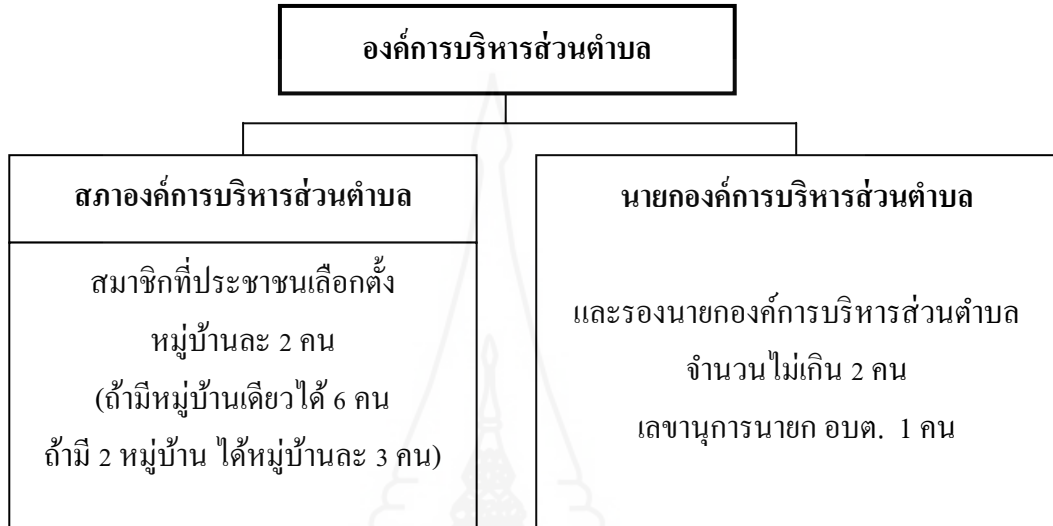 องค์การบริหารส่วนตำบล
สภาองค์การบริหารส่วนตำบล
สมาชิกที่ประชาชนเลือกตั้ง
หมู่บ้านละ 2 คน
(ถ้ามีหมู่บ้านเดียวได้ 6 คน
ถ้ามี 2 หมู่บ้าน ได้หมู่บ้านละ 3 คน)
นายกองค์การบริหารส่วนตำบล
และรองนายกองค์การบริหารส่วนตำบล
จำนวนไม่เกิน 2 คน
เลขานุการนายก อบต. 1 คน